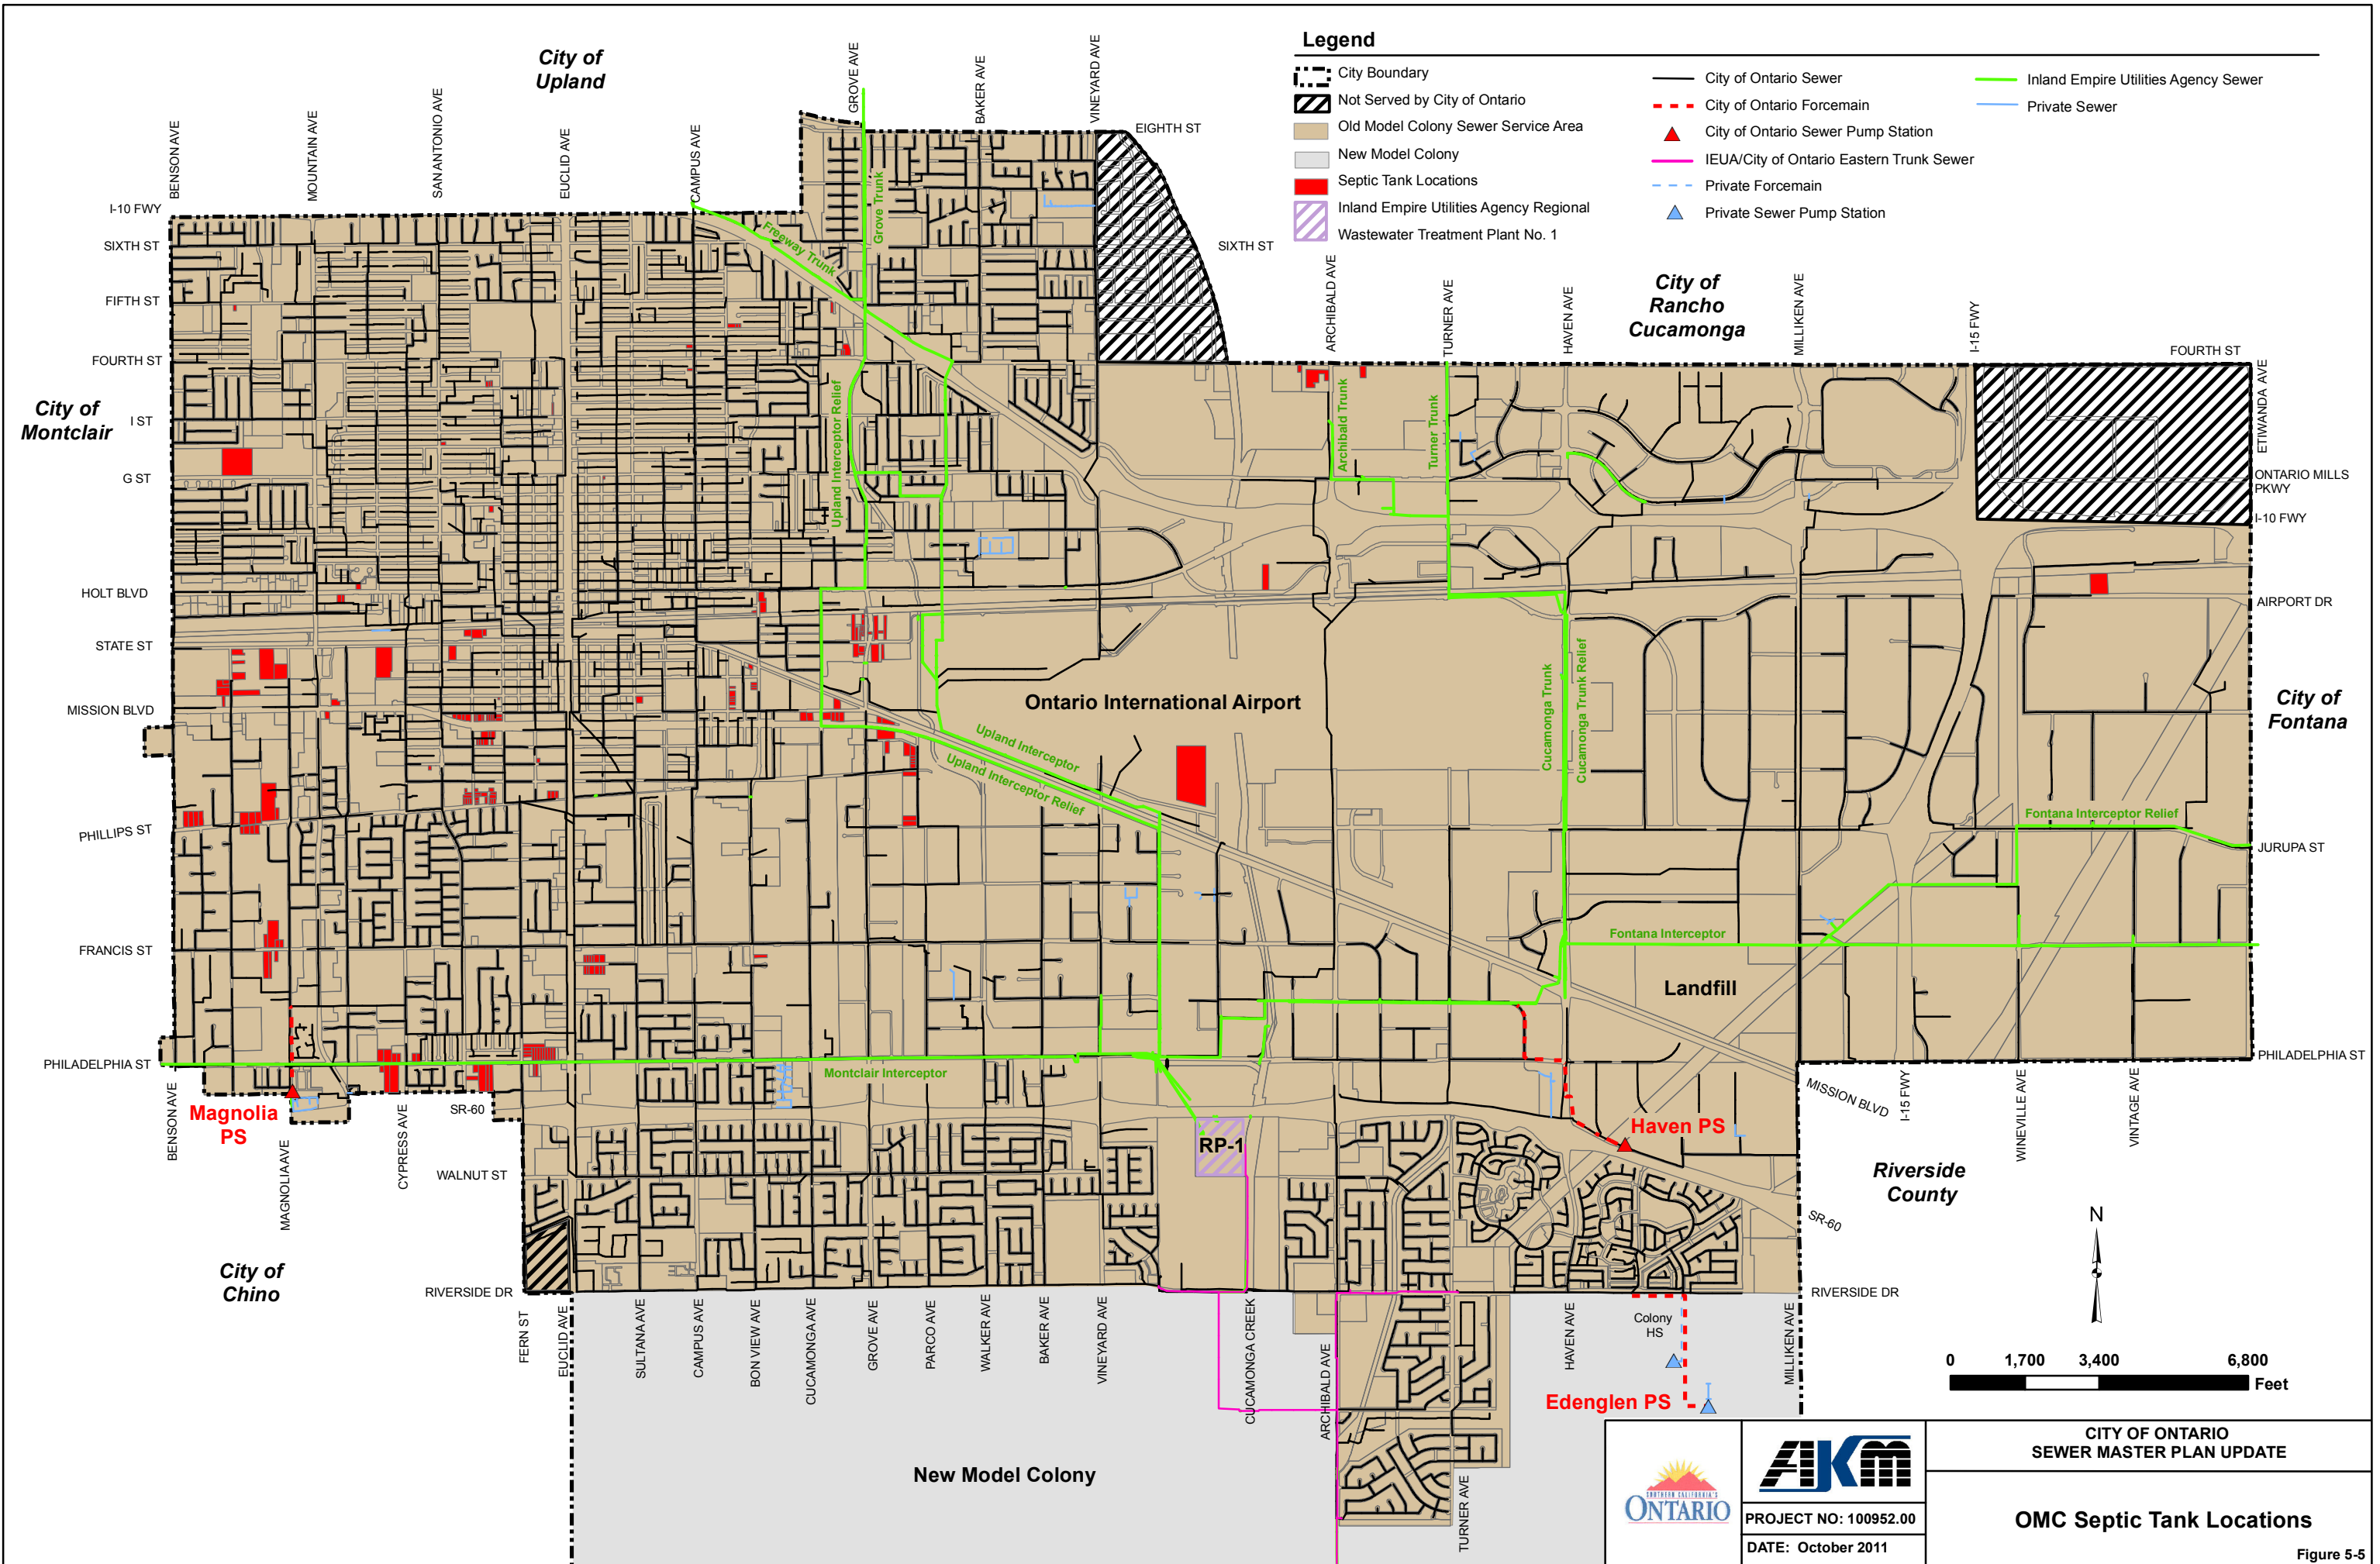 City of
Upland
Legend
City Boundary
Not Served by City of Ontario
Old Model Colony Sewer Service Area
New Model Colony
Septic Tank Locations
Inland Empire Utilities Agency Regional
Wastewater Treatment Plant No. 1
City of Ontario Sewer
City of Ontario Forcemain
City of Ontario Sewer Pump Station
IEUA/City of Ontario Eastern Trunk Sewer
Private Forcemain
Private Sewer Pump Station
Inland Empire Utilities Agency Sewer
Private Sewer
BENSON AVE
MOUNTAIN AVE
SAN ANTONIO AVE
EUCLID AVE
CAMPUS AVE
GROVE AVE
BAKER AVE
VINEYARD AVE
EIGHTH ST
SIXTH ST
ARCHIBALD AVE
TURNER AVE
HAVEN AVE
City of
Rancho
Cucamonga
MILLIKEN AVE
I-15 FWY
FOURTH ST
ETIWANDA AVE
ONTARIO MILLS
PKWY
I-10 FWY
AIRPORT DR
City of
Fontana
JURUPA ST
PHILADELPHIA ST
I-10 FWY
SIXTH ST
FIFTH ST
FOURTH ST
City of
Montclair
I ST
G ST
HOLT BLVD
STATE ST
MISSION BLVD
PHILLIPS ST
FRANCIS ST
PHILADELPHIA ST
Freeway Trunk
Grove Trunk
Upland Interceptor Relief
Archibald Trunk
Turner Trunk
Ontario International Airport
Upland Interceptor
Upland Interceptor Relief
Cucamonga Trunk
Cucamonga Trunk Relief
Fontana Interceptor Relief
Fontana Interceptor
Landfill
Montclair Interceptor
Magnolia
PS
Haven PS
RP-1
BENSON AVE
MAGNOLIA AVE
CYPRESS AVE
SR-60
WALNUT ST
RIVERSIDE DR
City of
Chino
MISSION BLVD
I-15 FWY
WINEVILLE AVE
VINTAGE AVE
Riverside
County
SR-60
RIVERSIDE DR
N
FERN ST
EUCLID AVE
SULTANA AVE
CAMPUS AVE
BON VIEW AVE
CUCAMONGA AVE
GROVE AVE
PARCO AVE
WALKER AVE
BAKER AVE
VINEYARD AVE
CUCAMONGA CREEK
ARCHIBALD AVE
TURNER AVE
HAVEN AVE
MILLIKEN AVE
Colony
HS
Edenglen PS
New Model Colony
0 1,700 3,400 6,800
Feet
SOUTHERN CALIFORNIA'S
ONTARIO
AKM
PROJECT NO: 100952.00
DATE: October 2011
CITY OF ONTARIO
SEWER MASTER PLAN UPDATE
OMC Septic Tank Locations
Figure 5-5